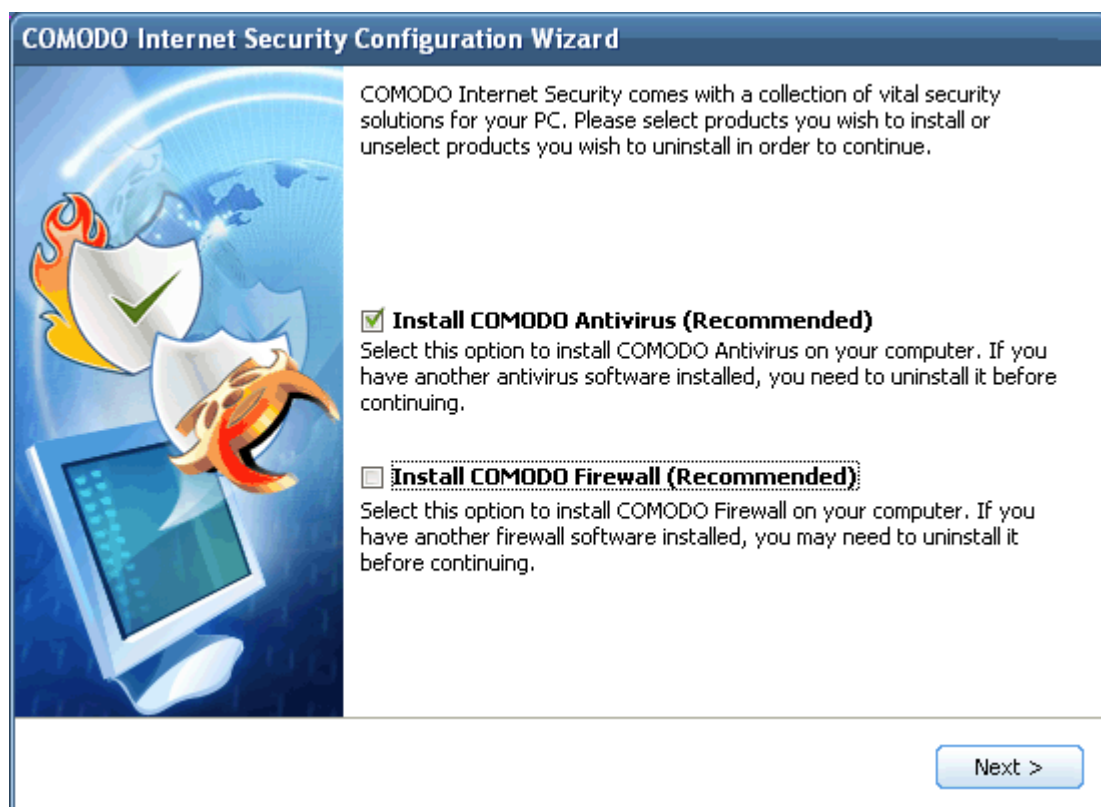 COMODO Internet Security Configuration Wizard
COMODO Internet Security comes with a collection of vital security
solutions for your PC. Please select products you wish to install or
unselect products you wish to uninstall in order to continue.
Install COMODO Antivirus (Recommended)
Select this option to install COMODO Antivirus on your computer. If you
have another antivirus software installed, you need to uninstall it before
continuing.
Install COMODO Firewall (Recommended)
Select this option to install COMODO Firewall on your computer. If you
have another firewall software installed, you may need to uninstall it
before continuing.
Next >